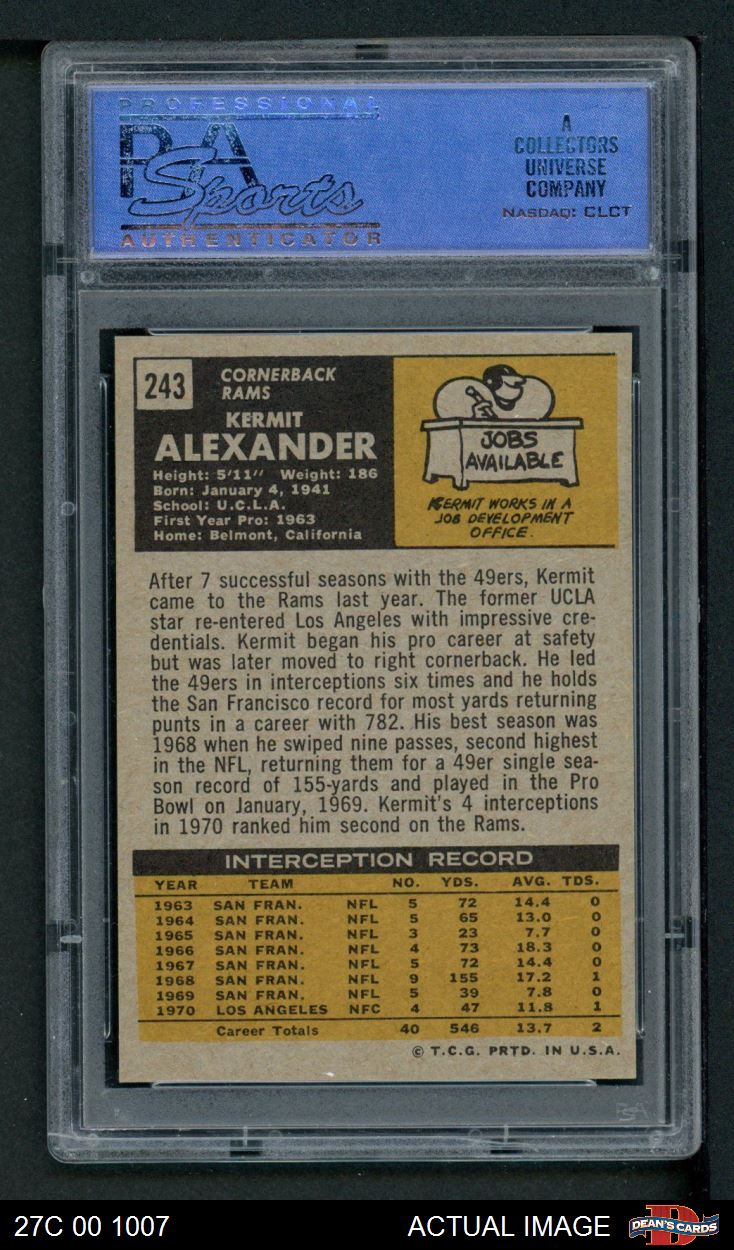 PROFESSIONAL
PSA
Sports
AUTHENTICATOR
A
COLLECTORS
UNIVERSE
COMPANY
NASDAQ: CLCT
243
CORNERBACK
RAMS
KERMIT
ALEXANDER
Height: 5'11" Weight: 186
Born: January 4, 1941
School: U.C.L.A.
First Year Pro: 1963
Home: Belmont, California
JOBS
AVAILABLE
KERMIT WORKS IN A
JOB DEVELOPMENT
OFFICE.
After 7 successful seasons with the 49ers, Kermit
came to the Rams last year. The former UCLA
star re-entered Los Angeles with impressive cre-
dentials. Kermit began his pro career at safety
but was later moved to right cornerback. He led
the 49ers in interceptions six times and he holds
the San Francisco record for most yards returning
punts in a career with 782. His best season was
1968 when he swiped nine passes, second highest
in the NFL, returning them for a 49er single sea-
son record of 155-yards and played in the Pro
Bowl on January, 1969. Kermit's 4 interceptions
in 1970 ranked him second on the Rams.
INTERCEPTION RECORD
YEAR TEAM NO. YDS. AVG. TDS.
1963 SAN FRAN. NFL 5 72 14.4 0
1964 SAN FRAN. NFL 5 65 13.0 0
1965 SAN FRAN. NFL 3 23 7.7 0
1966 SAN FRAN. NFL 4 73 18.3 0
1967 SAN FRAN. NFL 5 72 14.4 0
1968 SAN FRAN. NFL 9 155 17.2 1
1969 SAN FRAN. NFL 5 39 7.8 0
1970 LOS ANGELES NFC 4 47 11.8 1
Career Totals 40 546 13.7 2
© T.C.G. PRTD. IN U.S.A.
PSA
27C 00 1007
ACTUAL IMAGE
DEAN'S CARDS